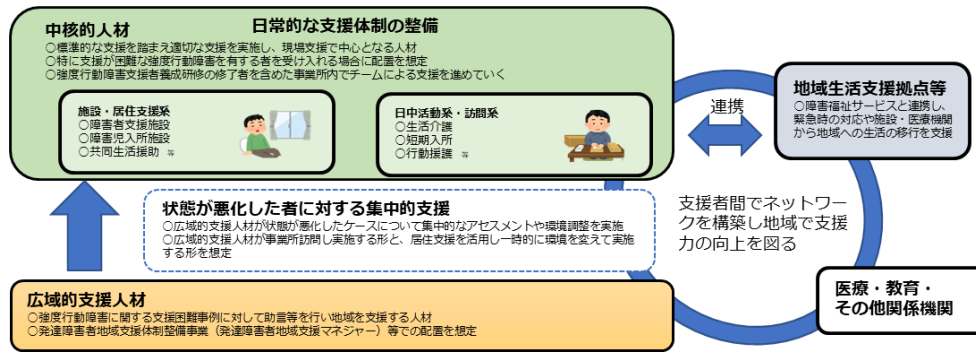 日常的な支援体制の整備
中核的人材
○標準的な支援を踏まえ適切な支援を実施し、現場支援で中心となる人材
○特に支援が困難な強度行動障害を有する者を受け入れる場合に配置を想定
○強度行動障害支援者養成研修の修了者を含めた事業所内でチームによる支援を進めていく
施設・居住支援系
○障害者支援施設
○障害児入所施設
○共同生活援助 等
日中活動系・訪問系
○生活介護
○短期入所
○行動援護 等
連携
地域生活支援拠点等
○障害福祉サービスと連携し、
緊急時の対応や施設・医療機関
から地域への生活の移行を支援
状態が悪化した者に対する集中的支援
○広域的支援人材が状態が悪化したケースについて集中的なアセスメントや環境調整を実施
○広域的支援人材が事業所訪問し実施する形と、居住支援を活用し一時的に環境を変えて実施
する形を想定
支援者間でネットワー
クを構築し地域で支援
力の向上を図る
広域的支援人材
○強度行動障害に関する支援困難事例に対して助言等を行い地域を支援する人材
○発達障害者地域支援体制整備事業（発達障害者地域支援マネジャー）等での配置を想定
医療・教育・
その他関係機関